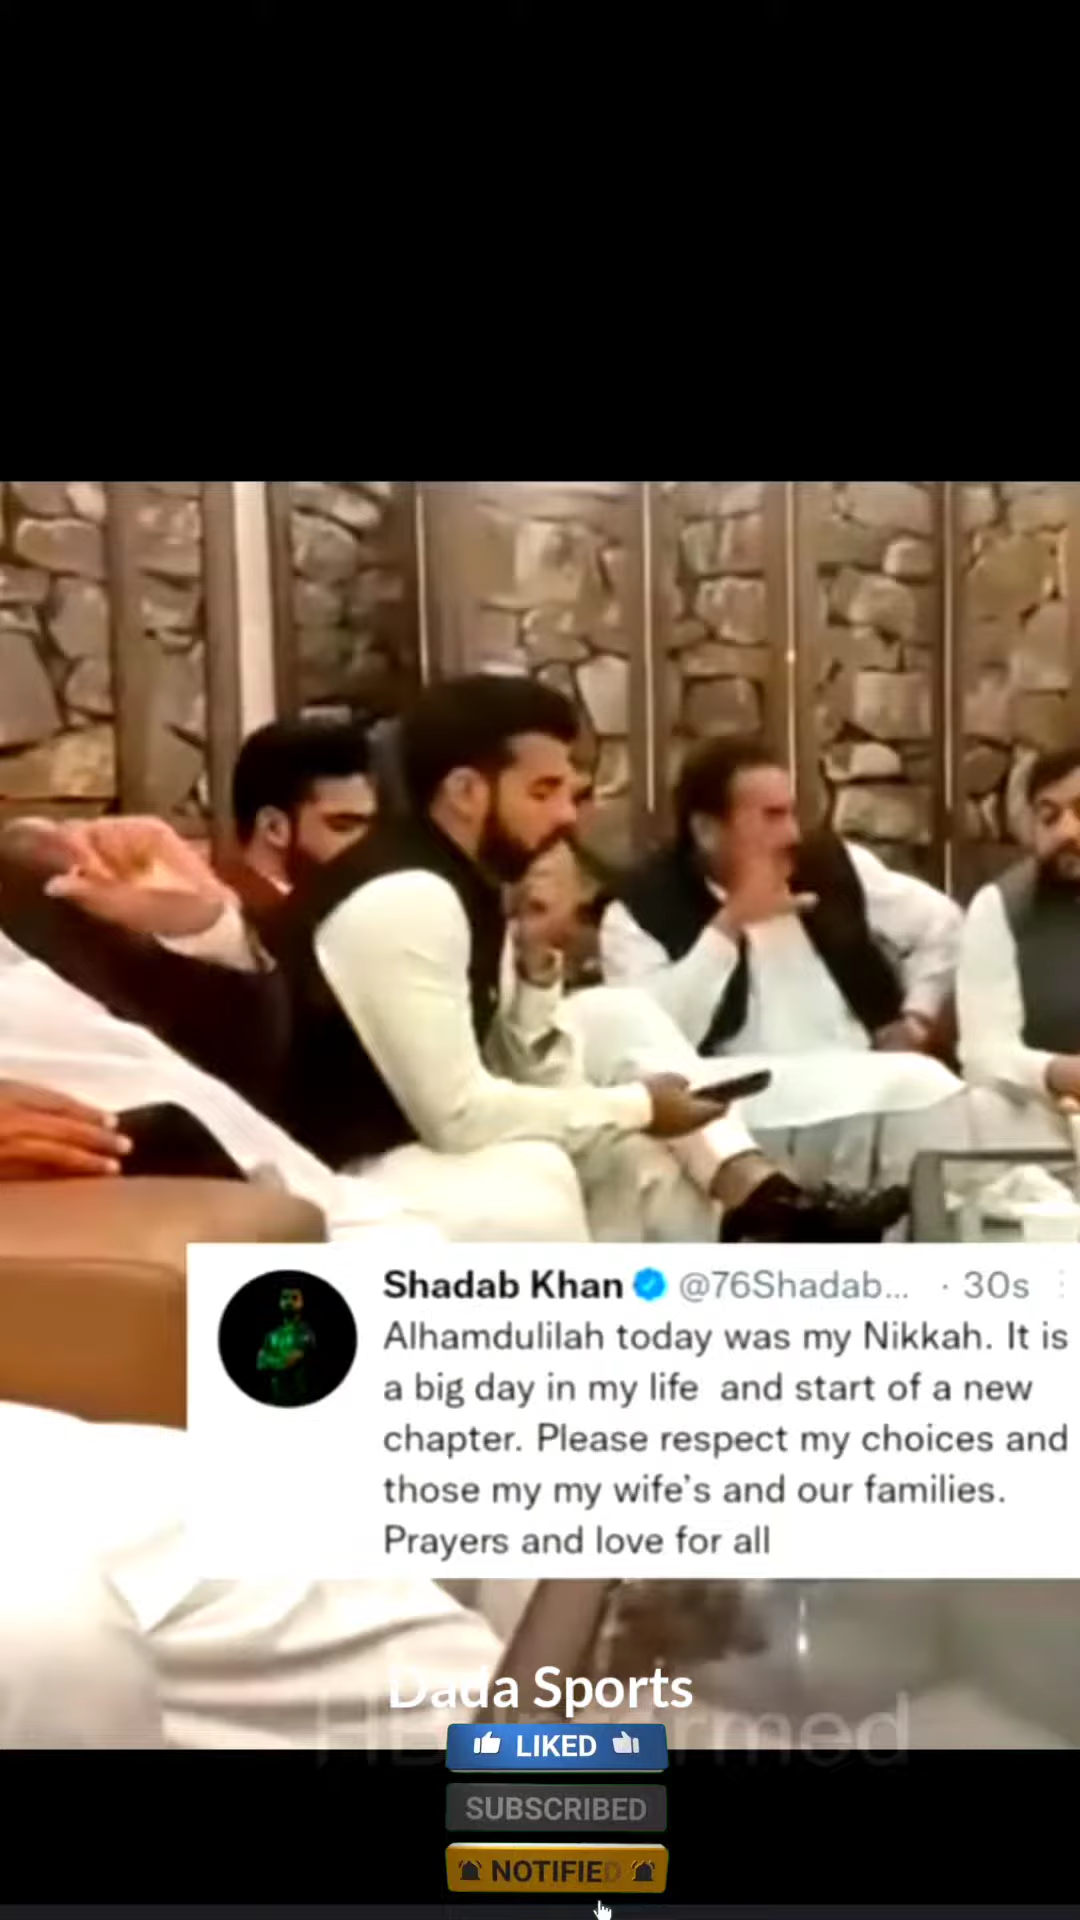 Shadab Khan @76Shadab... · 30s
Alhamdulilah today was my Nikkah. It is
a big day in my life and start of a new
chapter. Please respect my choices and
those my my wife's and our families.
Prayers and love for all
Dada Sports
LIKED
SUBSCRIBED
NOTIFIED